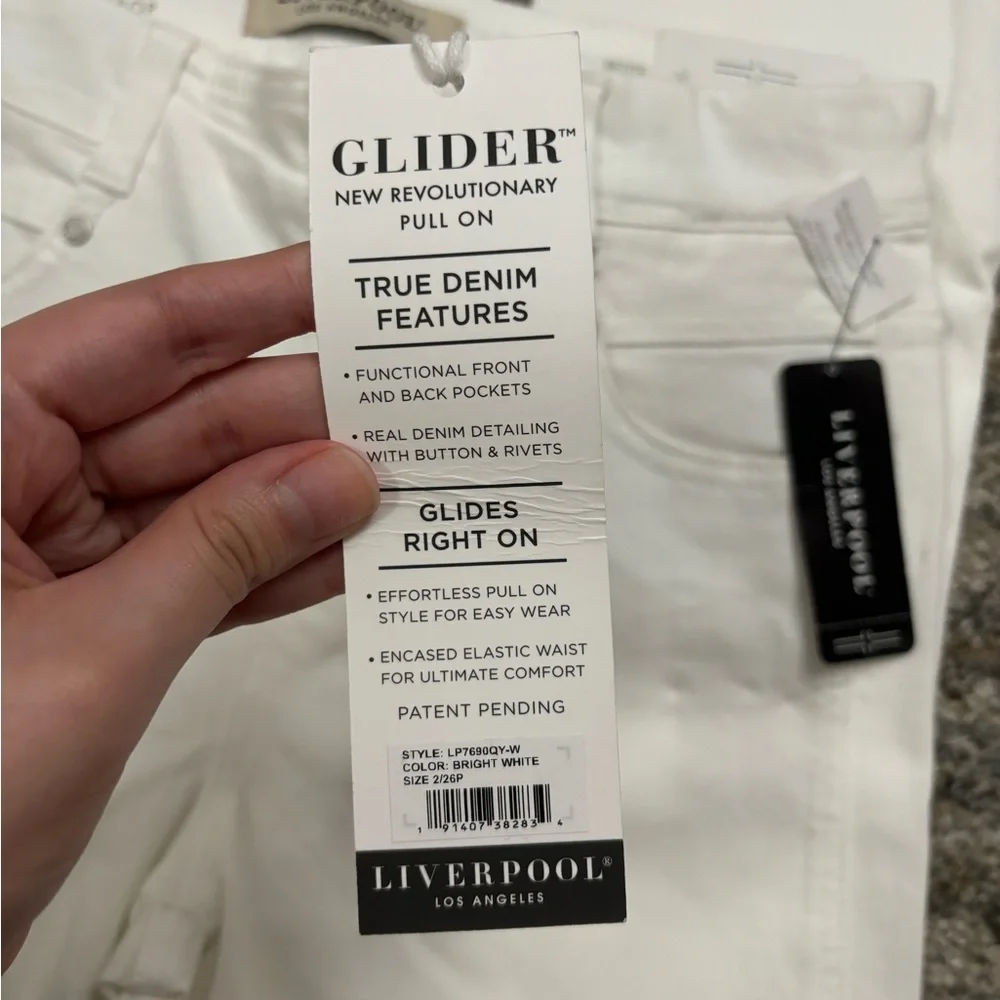 GLIDER™
NEW REVOLUTIONARY
PULL ON
TRUE DENIM
FEATURES
• FUNCTIONAL FRONT
AND BACK POCKETS
• REAL DENIM DETAILING
WITH BUTTON & RIVETS
GLIDES
RIGHT ON
• EFFORTLESS PULL ON
STYLE FOR EASY WEAR
• ENCASED ELASTIC WAIST
FOR ULTIMATE COMFORT
PATENT PENDING
STYLE: LP7690QY-W
COLOR: BRIGHT WHITE
SIZE 2/26P
1 91407 38283 4
LIVERPOOL®
LOS ANGELES
LIVERPOOL
LOS ANGELES